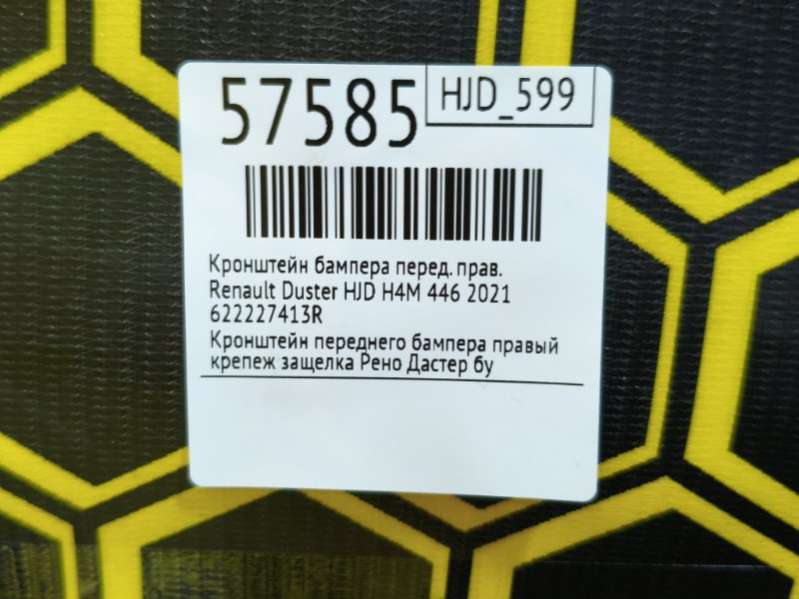 57585
HJD_599
Кронштейн бампера перед. прав.
Renault Duster HJD H4M 446 2021
622227413R
Кронштейн переднего бампера правый
крепеж защелка Рено Дастер бу